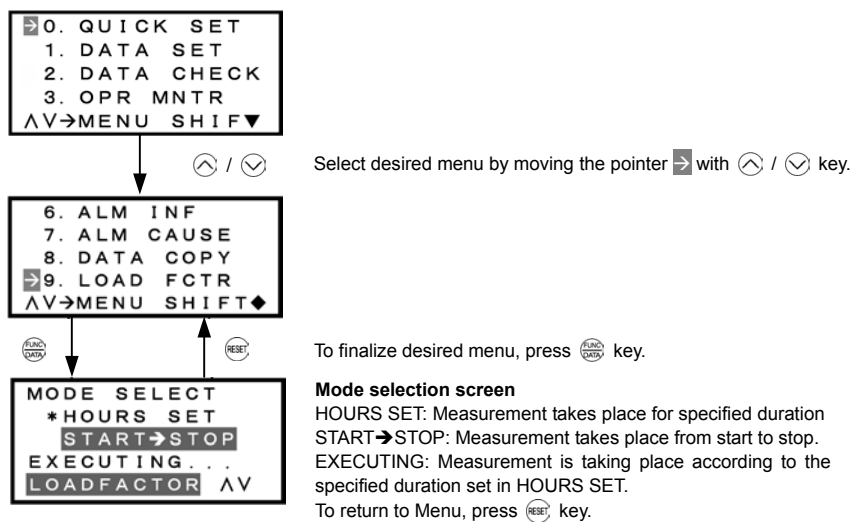 →0. QUICK SET
1. DATA SET
2. DATA CHECK
3. OPR MNTR
∧∨→MENU SHIF▼
/
Select desired menu by moving the pointer → with / key.
6. ALM INF
7. ALM CAUSE
8. DATA COPY
→9. LOAD FCTR
∧∨→MENU SHIFT◆
FUNC
DATA
RESET
To finalize desired menu, press FUNC DATA key.
MODE SELECT
*HOURS SET
START→STOP
EXECUTING...
LOADFACTOR ∧∨
Mode selection screen
HOURS SET: Measurement takes place for specified duration
START→STOP: Measurement takes place from start to stop.
EXECUTING: Measurement is taking place according to the
specified duration set in HOURS SET.
To return to Menu, press RESET key.